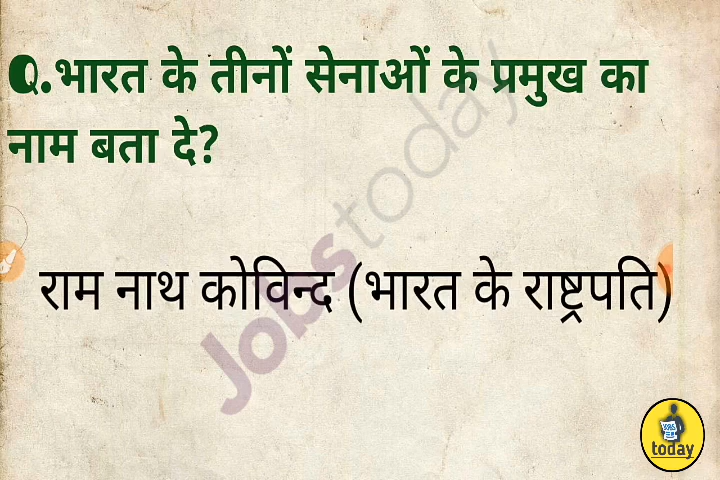 Q.भारत के तीनों सेनाओं के प्रमुख का
नाम बता दे?
राम नाथ कोविन्द (भारत के राष्ट्रपति)
Jobstoday
today